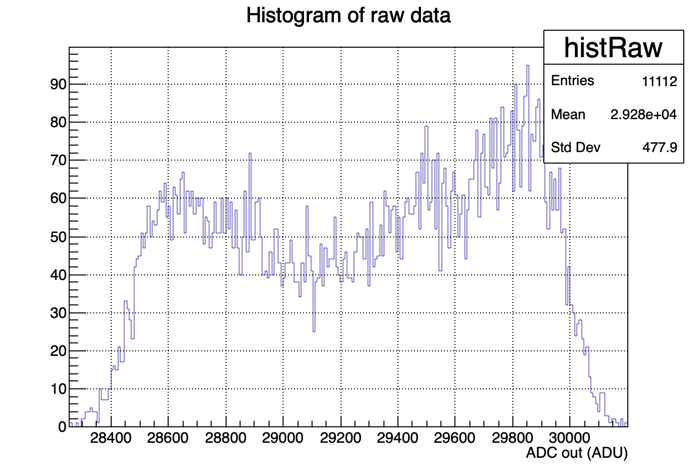 Histogram of raw data
histRaw
Entries 11112
Mean 2.928e+04
Std Dev 477.9
90
80
70
60
50
40
30
20
10
0
28400 28600 28800 29000 29200 29400 29600 29800 30000
ADC out (ADU)